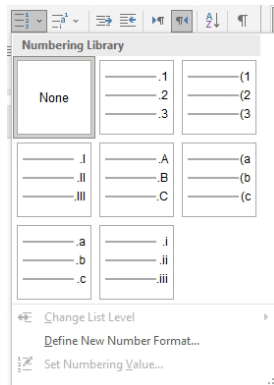 Numbering Library
None
.1
.2
.3
(1
(2
(3
.I
.II
.III
.A
.B
.C
(a
(b
(c
.a
.b
.c
.i
.ii
.iii
Change List Level
Define New Number Format...
Set Numbering Value...